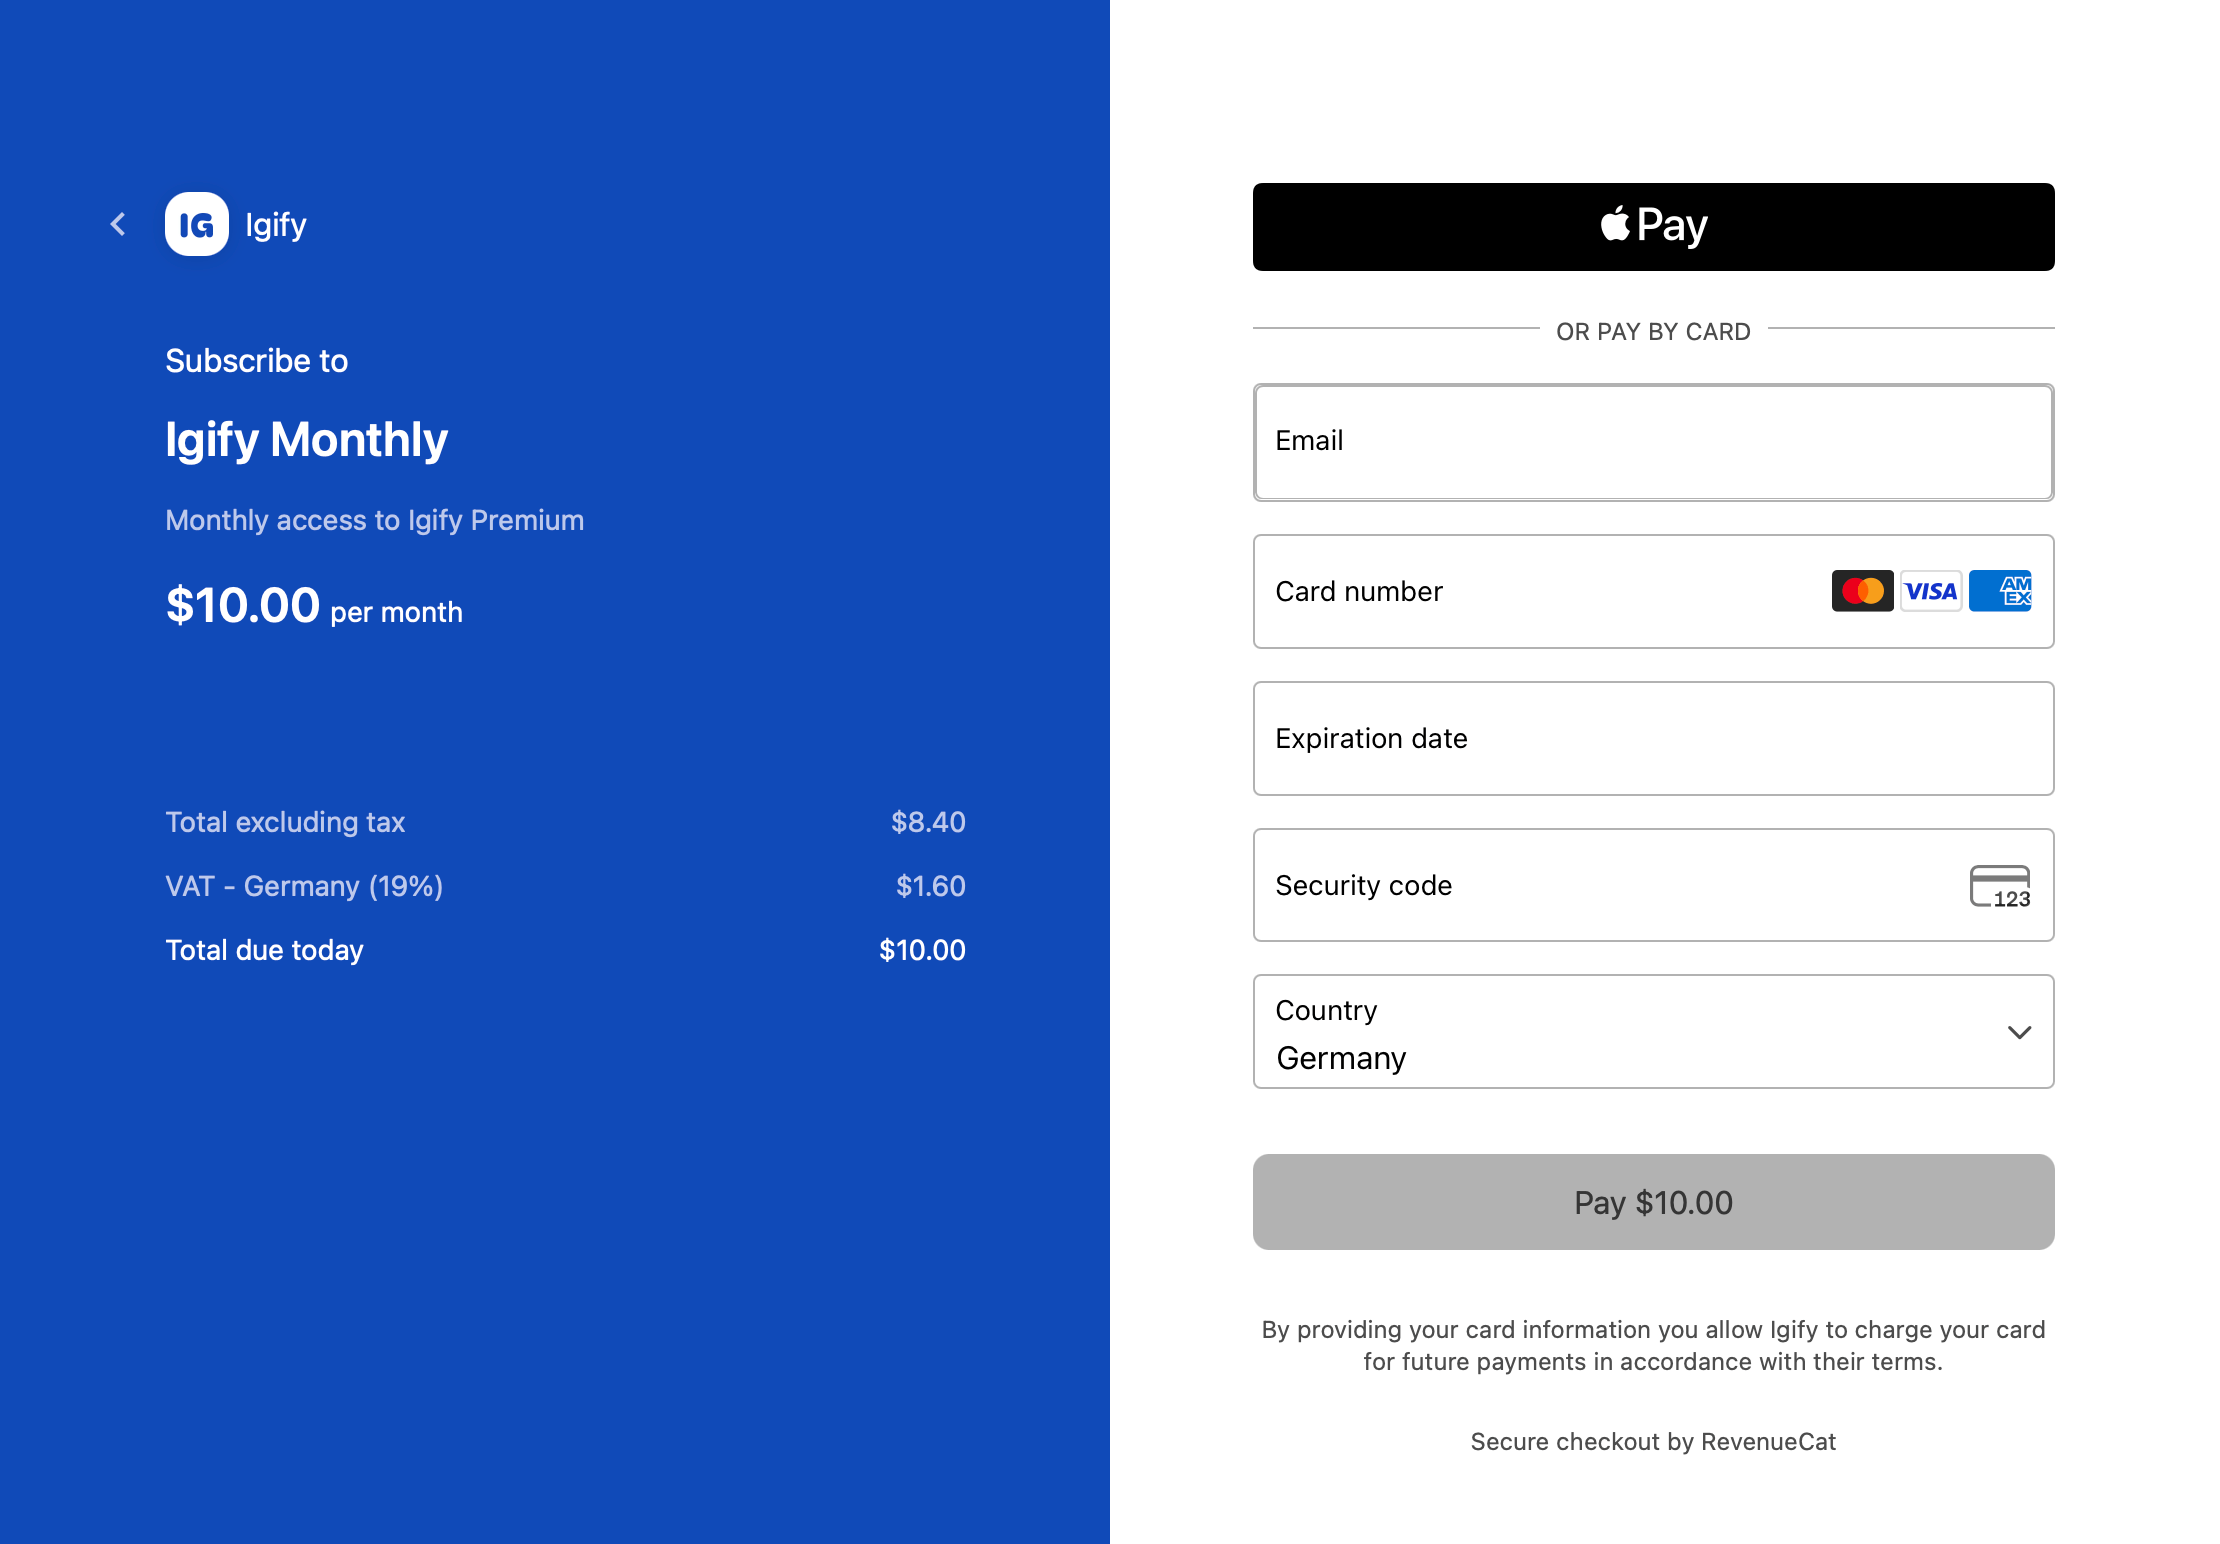 IG Igify
Subscribe to
Igify Monthly
Monthly access to Igify Premium
$10.00 per month
Total excluding tax $8.40
VAT - Germany (19%) $1.60
Total due today $10.00
Pay
OR PAY BY CARD
Email
Card number VISA AM EX
Expiration date
Security code 123
Country
Germany
Pay $10.00
By providing your card information you allow Igify to charge your card
for future payments in accordance with their terms.
Secure checkout by RevenueCat